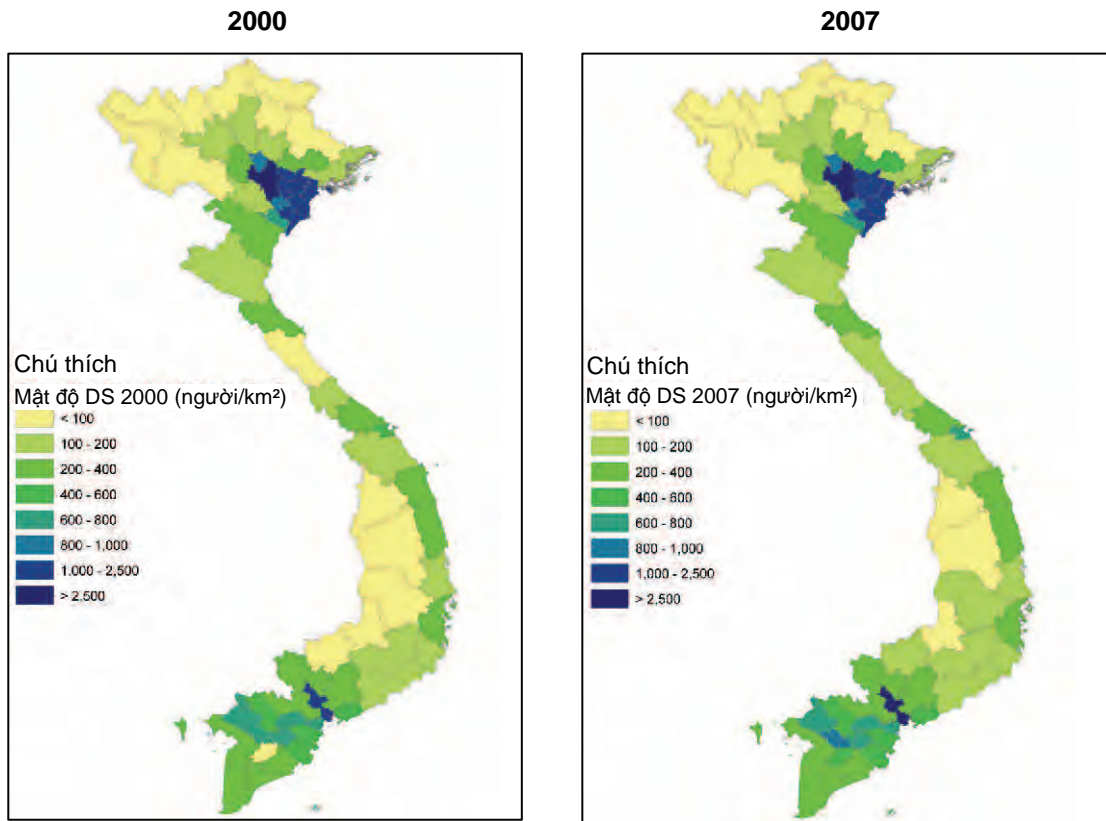 2000
Chú thích
Mật độ DS 2000 (người/km²)
< 100
100 - 200
200 - 400
400 - 600
600 - 800
800 - 1,000
1,000 - 2,500
> 2,500
2007
Chú thích
Mật độ DS 2007 (người/km²)
< 100
100 - 200
200 - 400
400 - 600
600 - 800
800 - 1,000
1,000 - 2,500
> 2,500